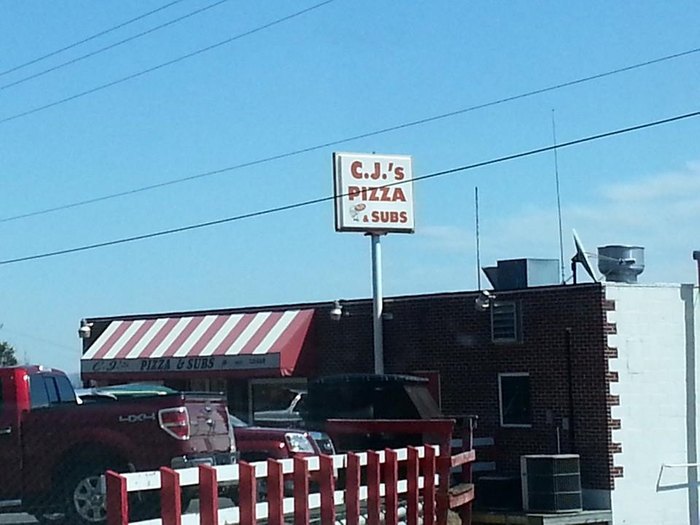 C.J.'s
PIZZA
& SUBS
C.J.'s PIZZA & SUBS
4X4